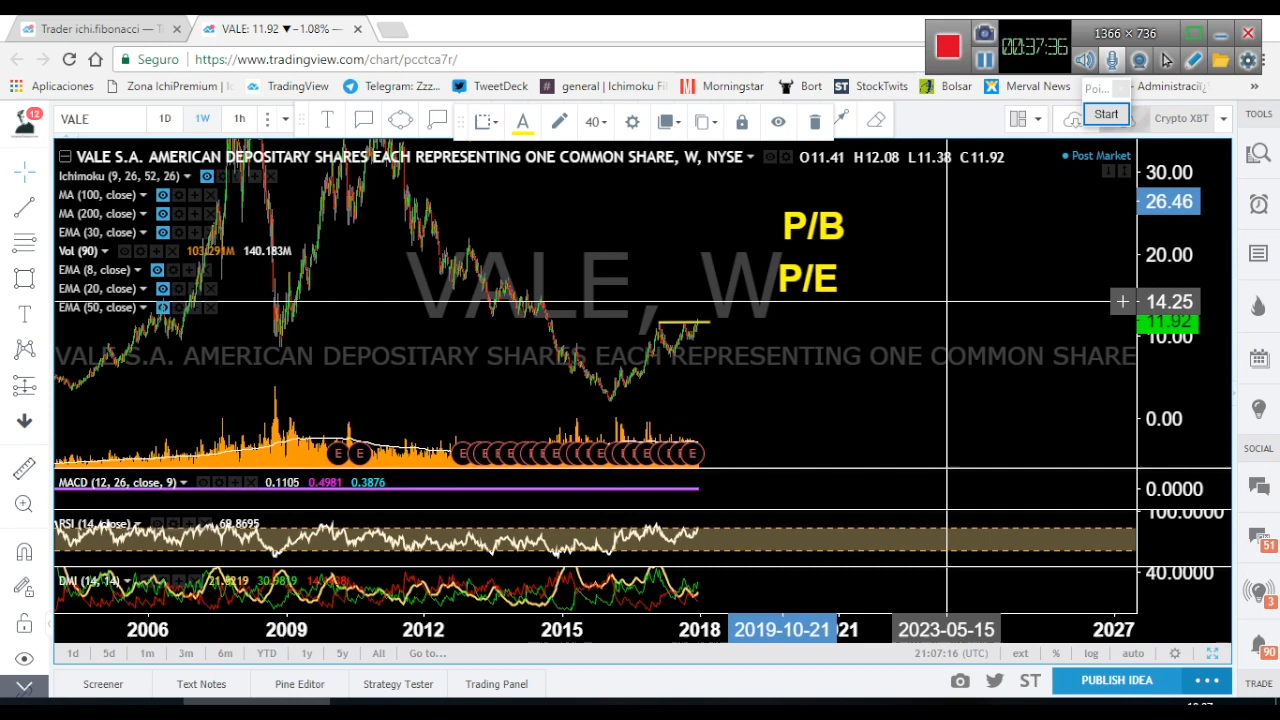 Trader ichi.fibonacci — T
VALE: 11.92 ▼ −1.08% —
00:37:36
1366 × 736
Seguro
https://www.tradingview.com/chart/pcctca7r/
Aplicaciones
Zona IchiPremium |
TradingView
Telegram: Zzz...
TweetDeck
general | Ichimoku Fi
Morningstar
Bort
StockTwits
Bolsar
Merval News
Poi...
Start
12
VALE
1D
1W
1h
40
Crypto XBT
TOOLS
VALE S.A. AMERICAN DEPOSITARY SHARES EACH REPRESENTING ONE COMMON SHARE, W, NYSE
O11.41 H12.08 L11.38 C11.92
Post Market
Ichimoku (9, 26, 52, 26)
MA (100, close)
MA (200, close)
EMA (30, close)
Vol (90)
140.183M
EMA (8, close)
EMA (20, close)
EMA (50, close)
P/B
P/E
VALE, W
VALE S.A. AMERICAN DEPOSITARY SHARES EACH REPRESENTING ONE COMMON SHARE
30.00
26.46
20.00
14.25
11.92
10.00
0.00
E E E E E E E E E E E E E E E
MACD (12, 26, close, 9)
0.1105 0.4981 0.3876
0.0000
RSI (14, close)
100.0000
DMI (14, 14)
40.0000
2006 2009 2012 2015 2018 2019-10-21 21 2023-05-15 2027
1d 5d 1m 3m 6m YTD 1y 5y All Go to...
21:07:16 (UTC) ext % log auto
Screener
Text Notes
Pine Editor
Strategy Tester
Trading Panel
ST
PUBLISH IDEA
SOCIAL
51
3
90
TRADE